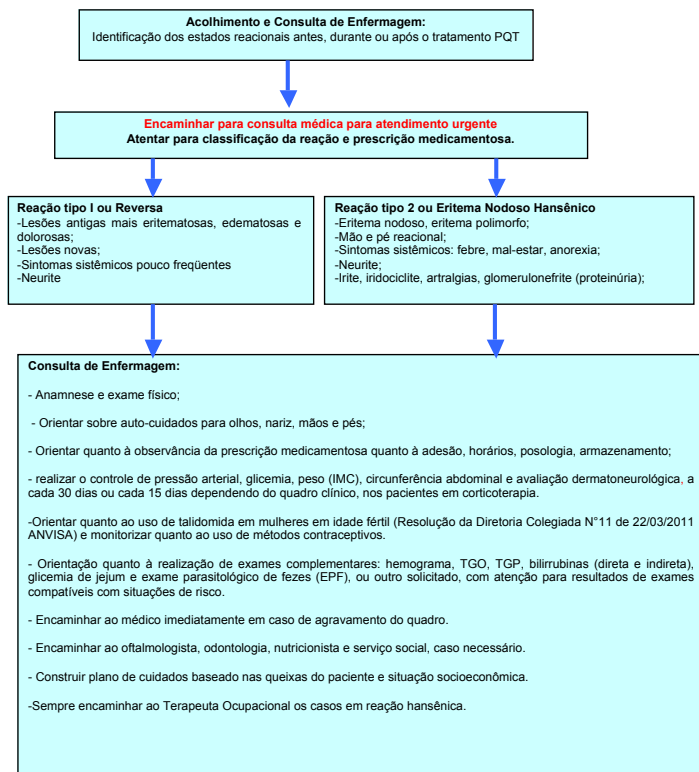 Acolhimento e Consulta de Enfermagem:
Identificação dos estados reacionais antes, durante ou após o tratamento PQT
Encaminhar para consulta médica para atendimento urgente
Atentar para classificação da reação e prescrição medicamentosa.
Reação tipo I ou Reversa
-Lesões antigas mais eritematosas, edematosas e
dolorosas;
-Lesões novas;
-Sintomas sistêmicos pouco freqüentes
-Neurite
Reação tipo 2 ou Eritema Nodoso Hansênico
-Eritema nodoso, eritema polimorfo;
-Mão e pé reacional;
-Sintomas sistêmicos: febre, mal-estar, anorexia;
-Neurite;
-Irite, iridociclite, artralgias, glomerulonefrite (proteinúria);
Consulta de Enfermagem:
- Anamnese e exame físico;
- Orientar sobre auto-cuidados para olhos, nariz, mãos e pés;
- Orientar quanto à observância da prescrição medicamentosa quanto à adesão, horários, posologia, armazenamento;
- realizar o controle de pressão arterial, glicemia, peso (IMC), circunferência abdominal e avaliação dermatoneurológica, a
cada 30 dias ou cada 15 dias dependendo do quadro clínico, nos pacientes em corticoterapia.
-Orientar quanto ao uso de talidomida em mulheres em idade fértil (Resolução da Diretoria Colegiada N°11 de 22/03/2011
ANVISA) e monitorizar quanto ao uso de métodos contraceptivos.
- Orientação quanto à realização de exames complementares: hemograma, TGO, TGP, bilirrubinas (direta e indireta),
glicemia de jejum e exame parasitológico de fezes (EPF), ou outro solicitado, com atenção para resultados de exames
compatíveis com situações de risco.
- Encaminhar ao médico imediatamente em caso de agravamento do quadro.
- Encaminhar ao oftalmologista, odontologia, nutricionista e serviço social, caso necessário.
- Construir plano de cuidados baseado nas queixas do paciente e situação socioeconômica.
-Sempre encaminhar ao Terapeuta Ocupacional os casos em reação hansênica.